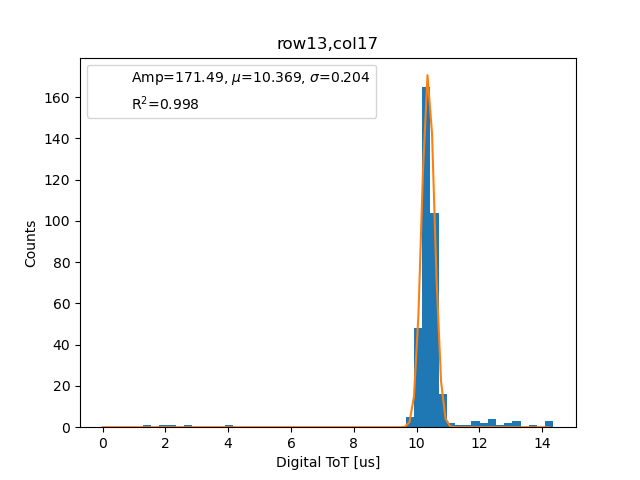 row13,col17
Amp=171.49, μ=10.369, σ=0.204
R²=0.998
Counts
160
140
120
100
80
60
40
20
0
0 2 4 6 8 10 12 14
Digital ToT [us]